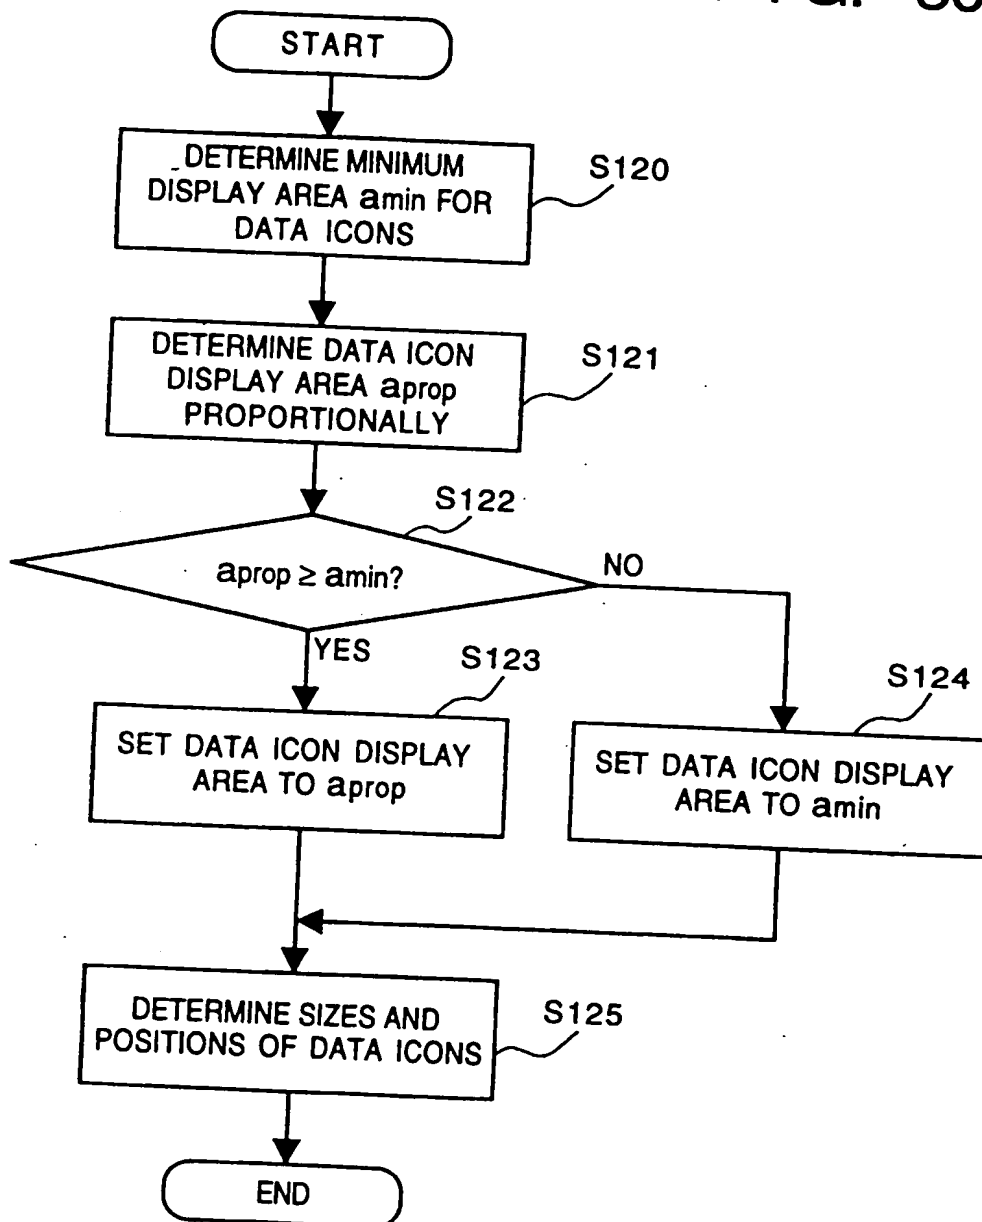 START
DETERMINE MINIMUM
DISPLAY AREA amin FOR
DATA ICONS
S120
DETERMINE DATA ICON
DISPLAY AREA aprop
PROPORTIONALLY
S121
S122
aprop ≥ amin?
NO
YES
S123
SET DATA ICON DISPLAY
AREA TO aprop
S124
SET DATA ICON DISPLAY
AREA TO amin
DETERMINE SIZES AND
POSITIONS OF DATA ICONS
S125
END